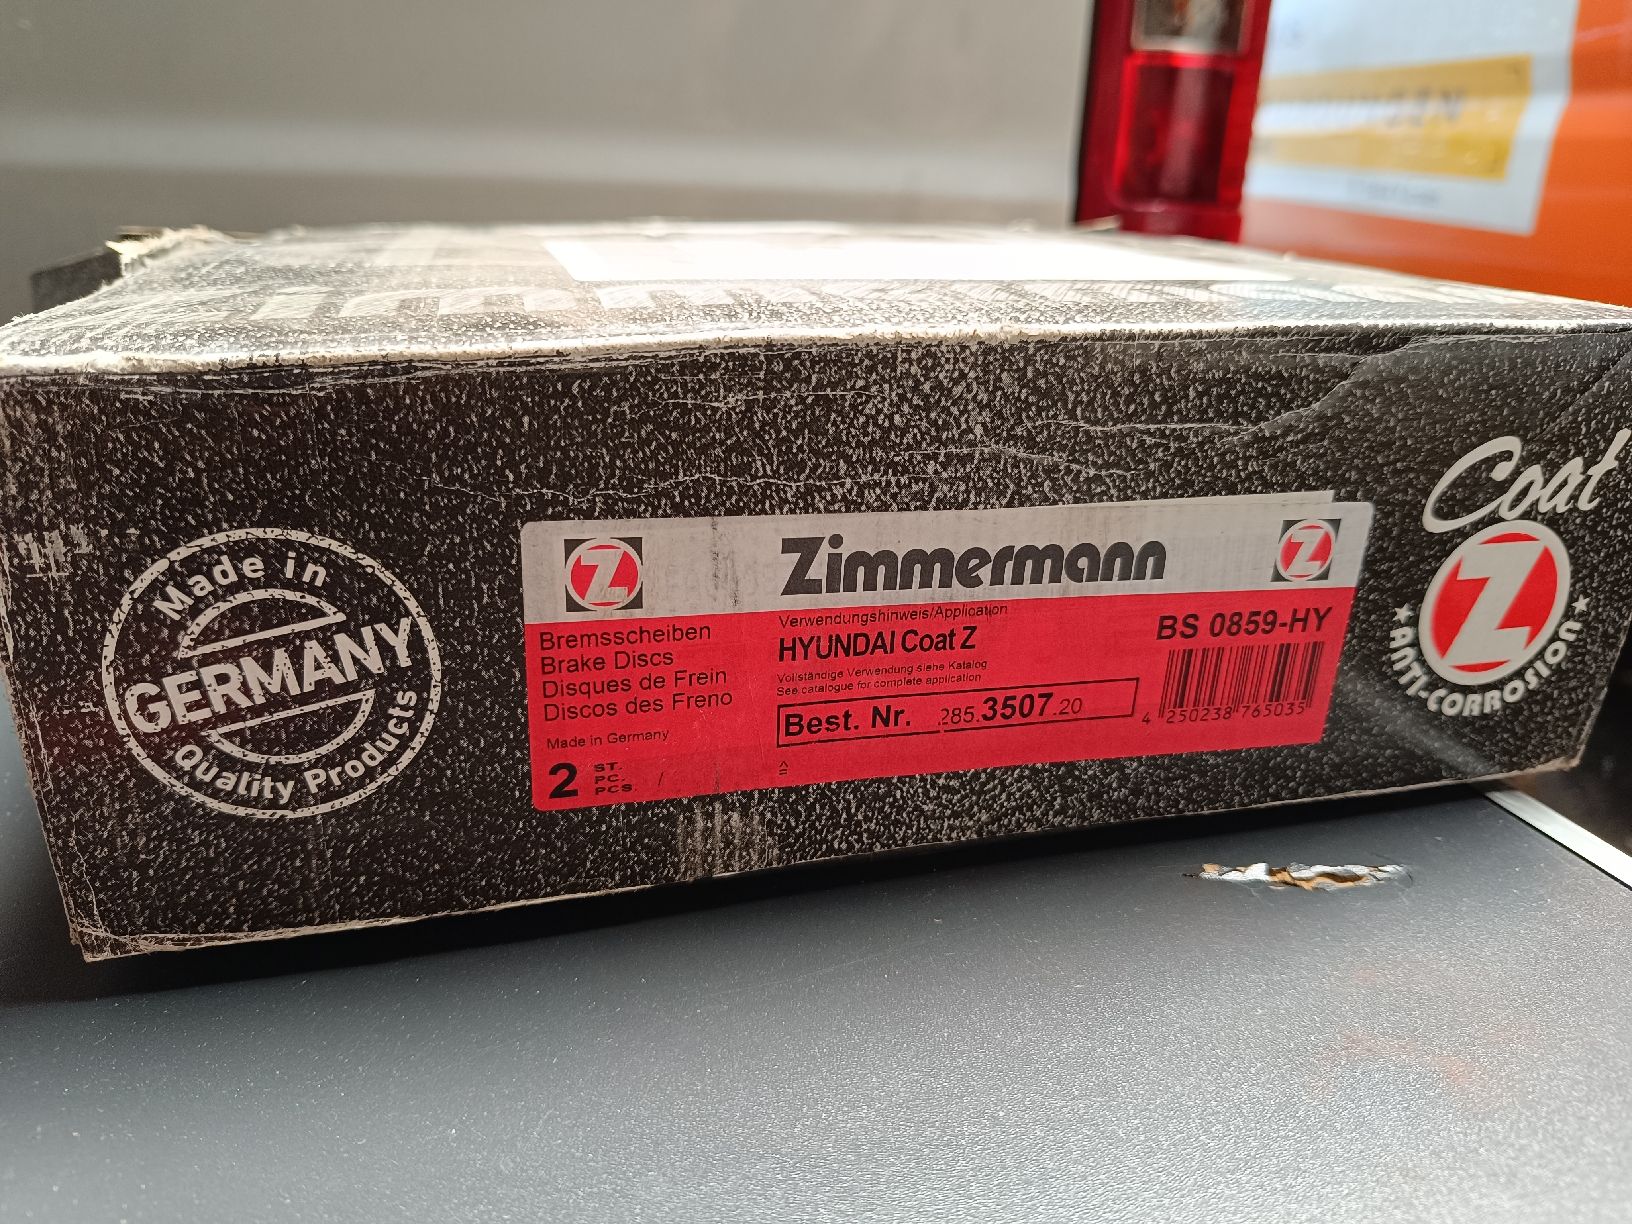 Made in
GERMANY
Quality Products
Z
Zimmermann
Z
Bremsscheiben
Brake Discs
Disques de Frein
Discos des Freno
Made in Germany
2 ST.
PC.
PCS.
/
Verwendungshinweis/Application
HYUNDAI Coat Z
Vollständige Verwendung siehe Katalog
See catalogue for complete application
Best. Nr. 285.3507.20
BS 0859-HY
4 250238 765035
Coat
Z
ANTI-CORROSION